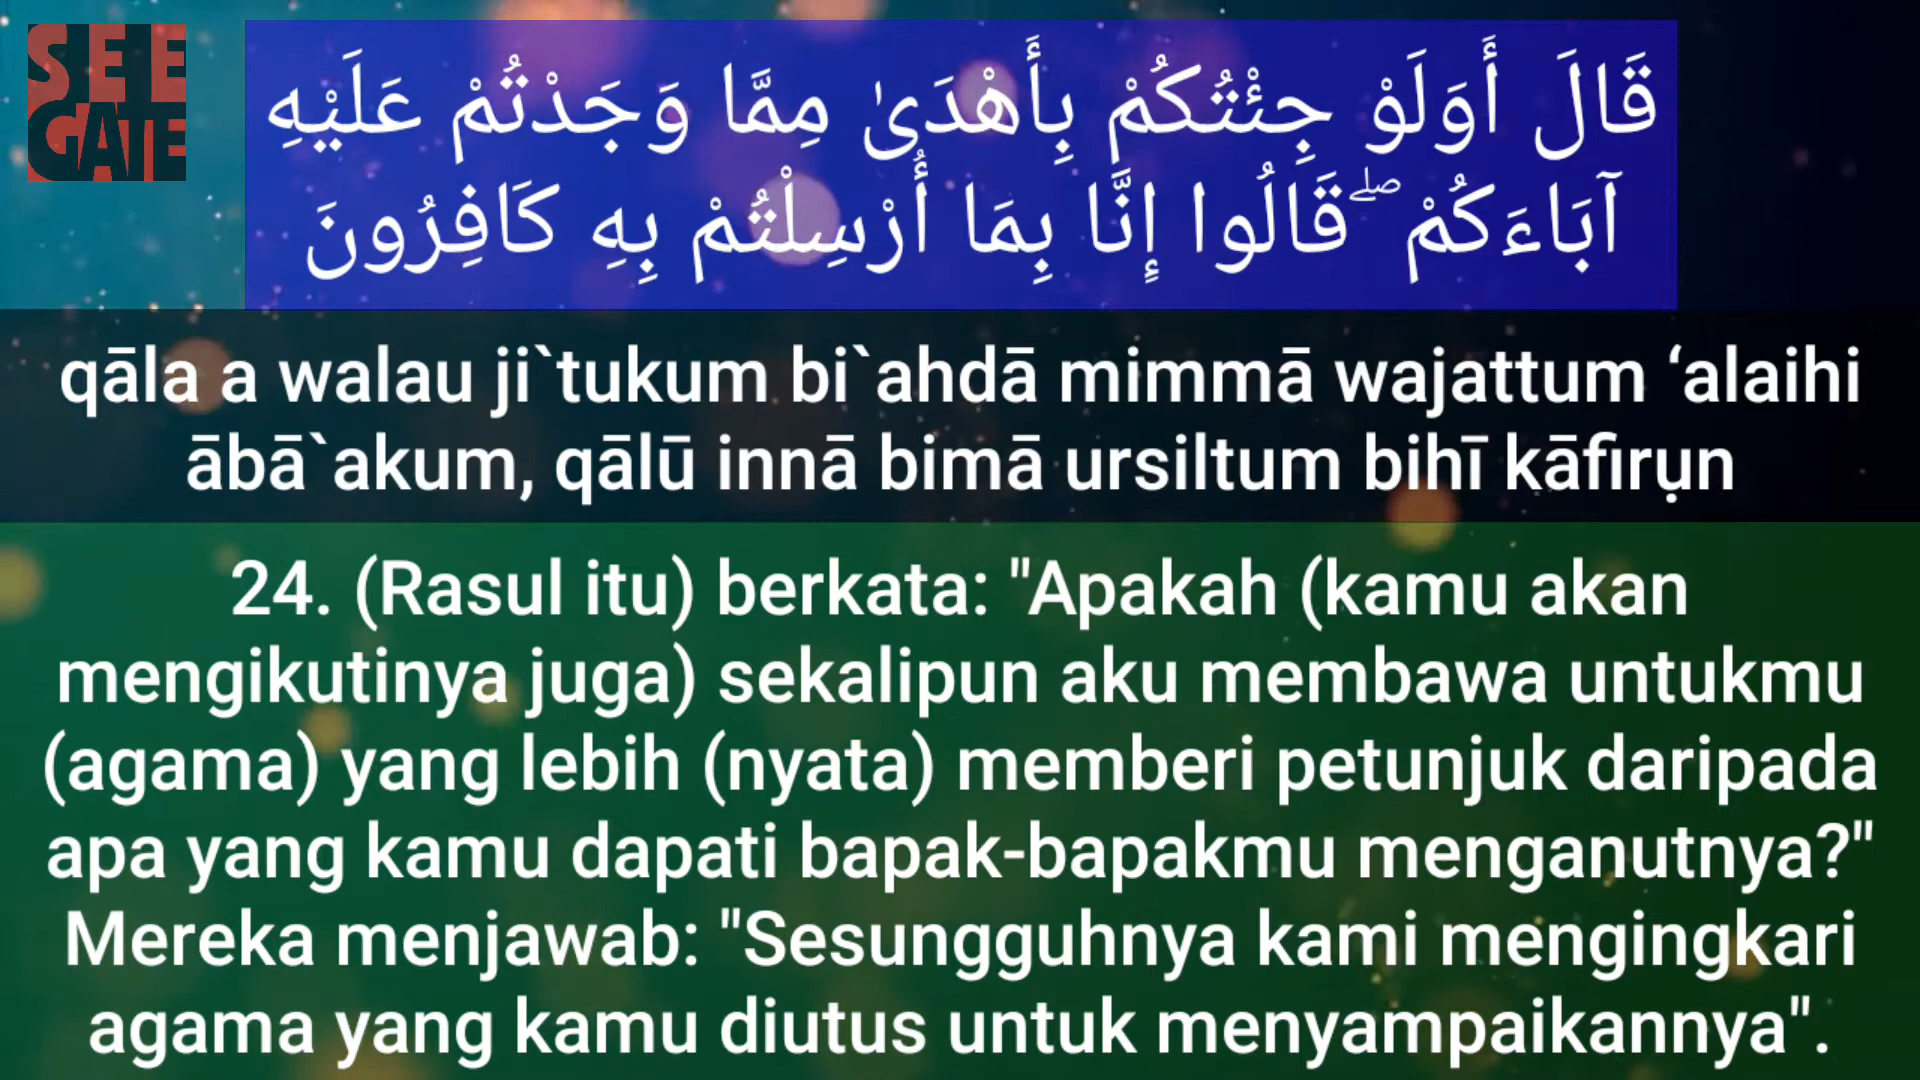 SEE
GATE
قَالَ أَوَلَوْ جِئْتُكُمْ بِأَهْدَىٰ مِمَّا وَجَدْتُمْ عَلَيْهِ
آبَاءَكُمْ ۖ قَالُوا إِنَّا بِمَا أُرْسِلْتُمْ بِهِ كَافِرُونَ
qāla a walau ji`tukum bi`ahdā mimmā wajattum ‘alaihi
ābā`akum, qālū innā bimā ursiltum bihī kāfirụn
24. (Rasul itu) berkata: "Apakah (kamu akan
mengikutinya juga) sekalipun aku membawa untukmu
(agama) yang lebih (nyata) memberi petunjuk daripada
apa yang kamu dapati bapak-bapakmu menganutnya?"
Mereka menjawab: "Sesungguhnya kami mengingkari
agama yang kamu diutus untuk menyampaikannya".